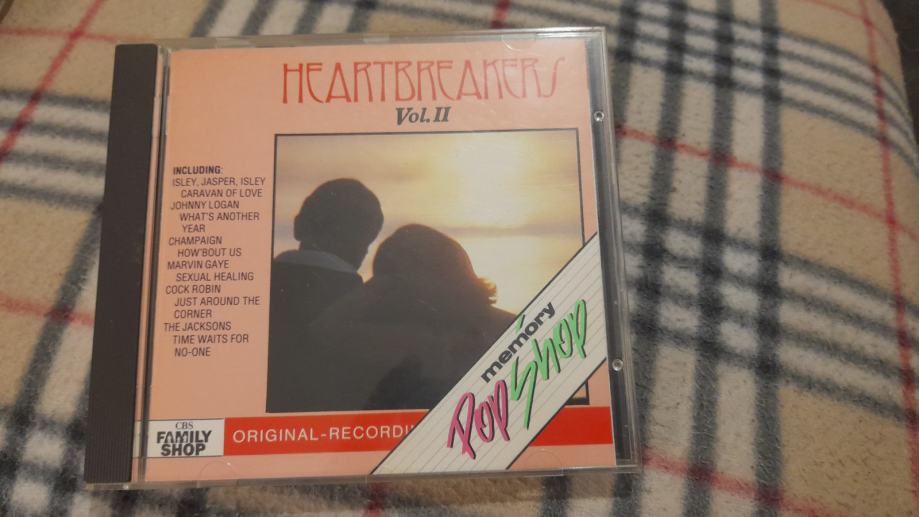 HEARTBREAKERS
Vol. II
INCLUDING:
ISLEY, JASPER, ISLEY
CARAVAN OF LOVE
JOHNNY LOGAN
WHAT'S ANOTHER
YEAR
CHAMPAIGN
HOW'BOUT US
MARVIN GAYE
SEXUAL HEALING
COCK ROBIN
JUST AROUND THE
CORNER
THE JACKSONS
TIME WAITS FOR
NO-ONE
memory
Pop Shop
CBS
FAMILY
SHOP
ORIGINAL-RECORDI